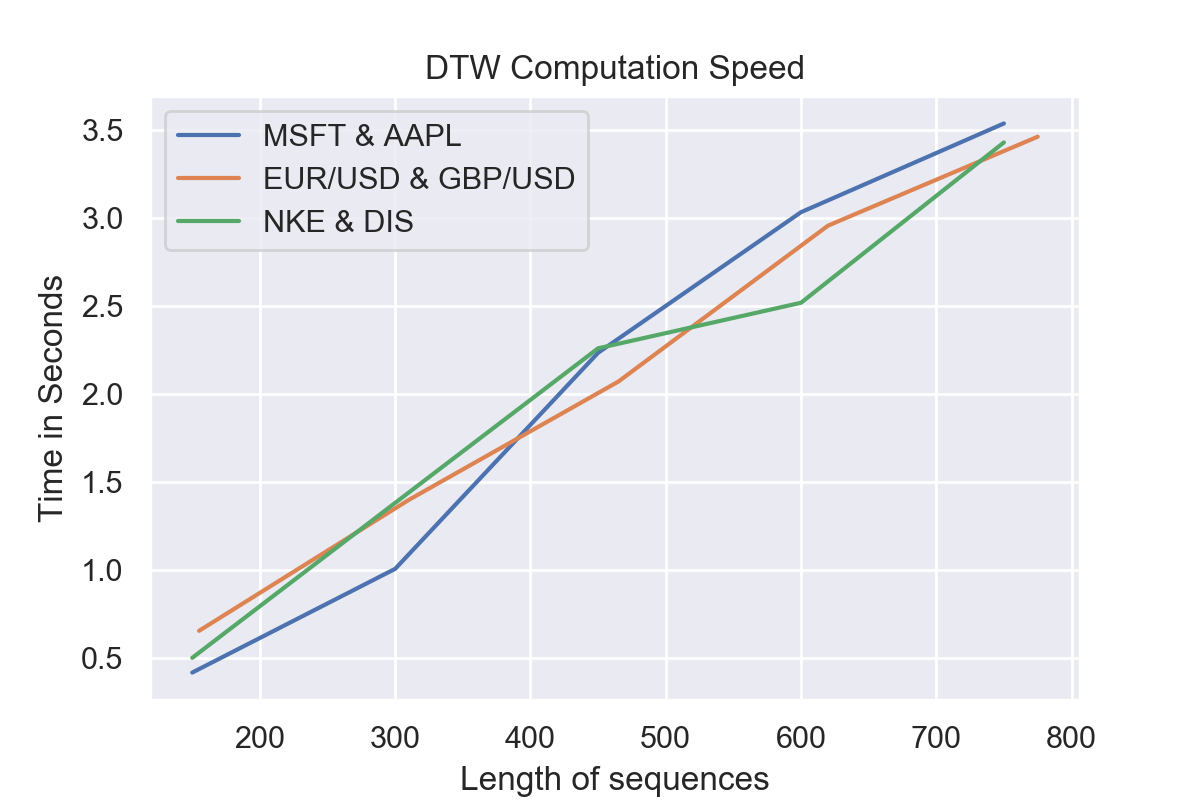 DTW Computation Speed
MSFT & AAPL
EUR/USD & GBP/USD
NKE & DIS
Time in Seconds
3.5
3.0
2.5
2.0
1.5
1.0
0.5
200 300 400 500 600 700 800
Length of sequences